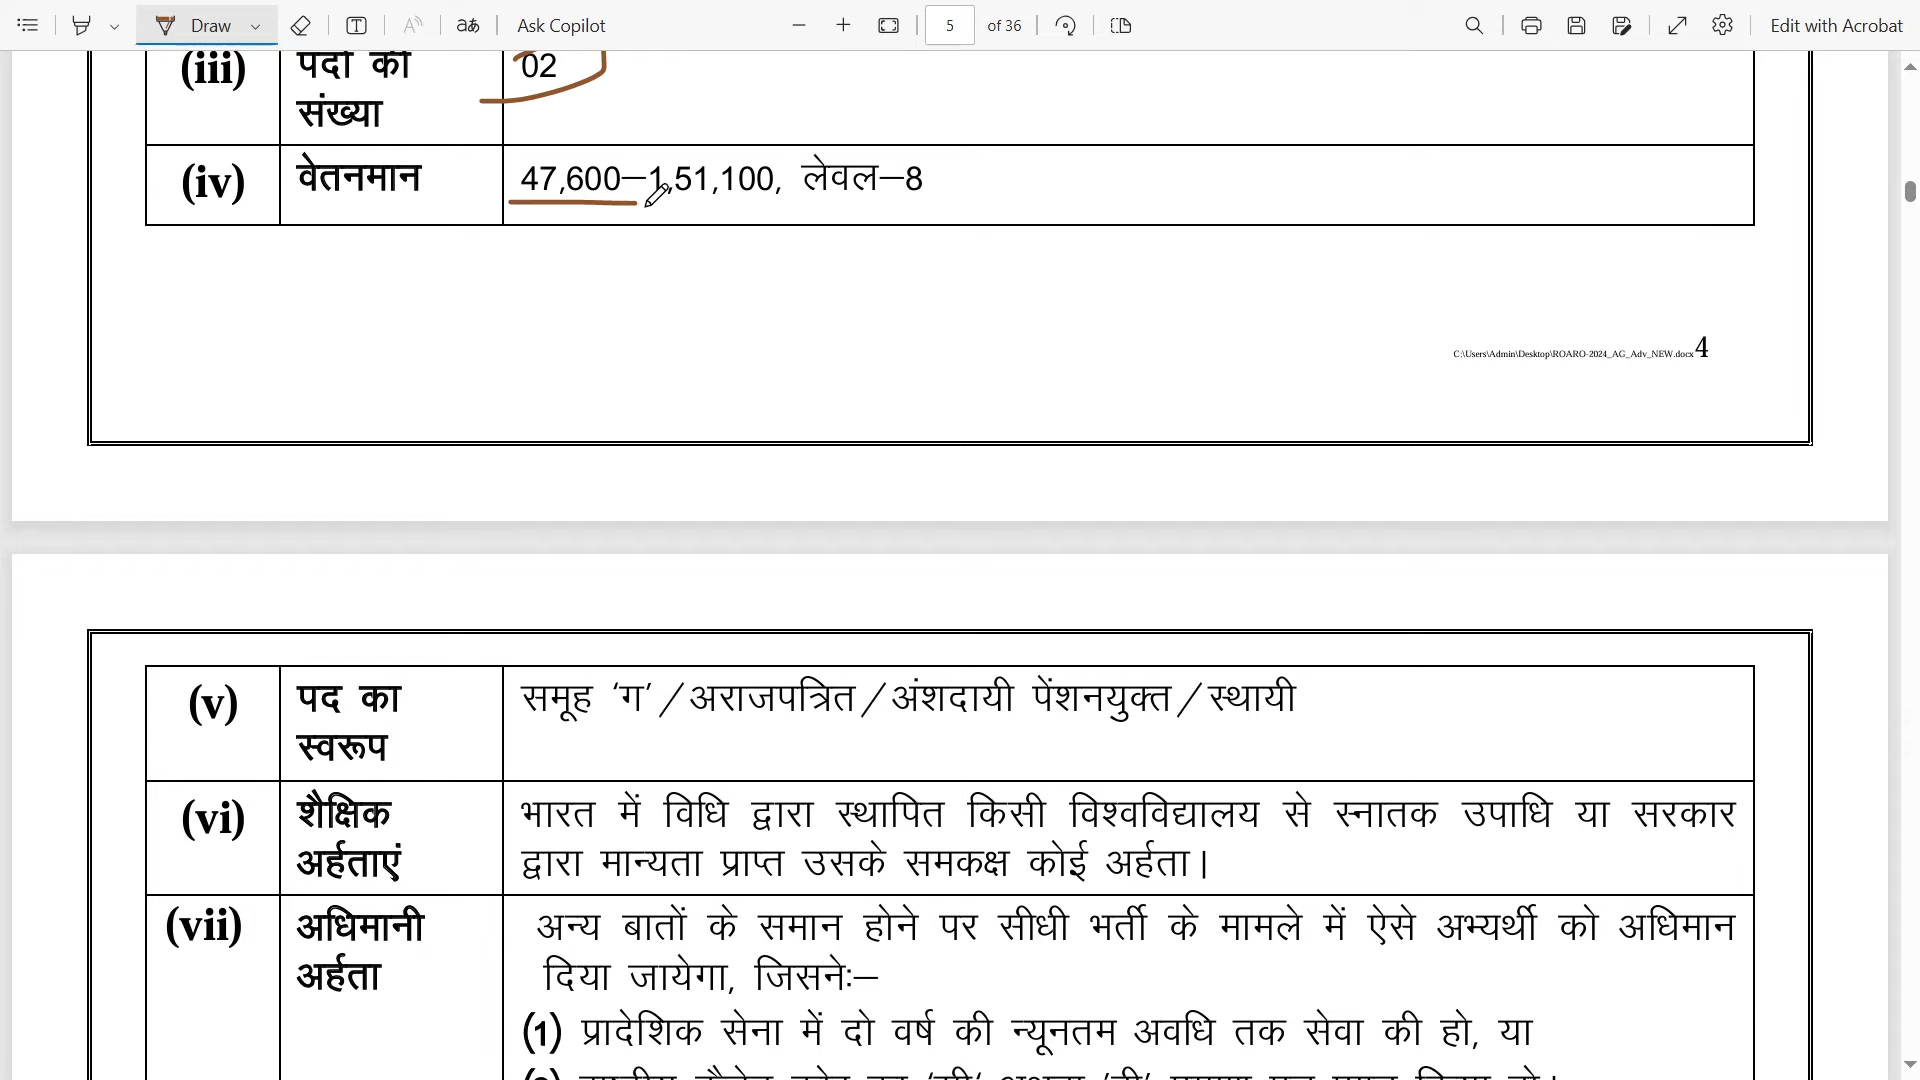 Draw
Ask Copilot
5 of 36
Edit with Acrobat
(iii) पदों की 02
संख्या
(iv) वेतनमान 47,600–1,51,100, लेवल–8
C:\Users\Admin\Desktop\ROARO-2024_AG_Adv_NEW.docx4
(v) पद का समूह ‘ग’/अराजपत्रित/अंशदायी पेंशनयुक्त/स्थायी
स्वरूप
(vi) शैक्षिक भारत में विधि द्वारा स्थापित किसी विश्वविद्यालय से स्नातक उपाधि या सरकार
अर्हताएं द्वारा मान्यता प्राप्त उसके समकक्ष कोई अर्हता।
(vii) अधिमानी अन्य बातों के समान होने पर सीधी भर्ती के मामले में ऐसे अभ्यर्थी को अधिमान
अर्हता दिया जायेगा, जिसने:–
(1) प्रादेशिक सेना में दो वर्ष की न्यूनतम अवधि तक सेवा की हो, या